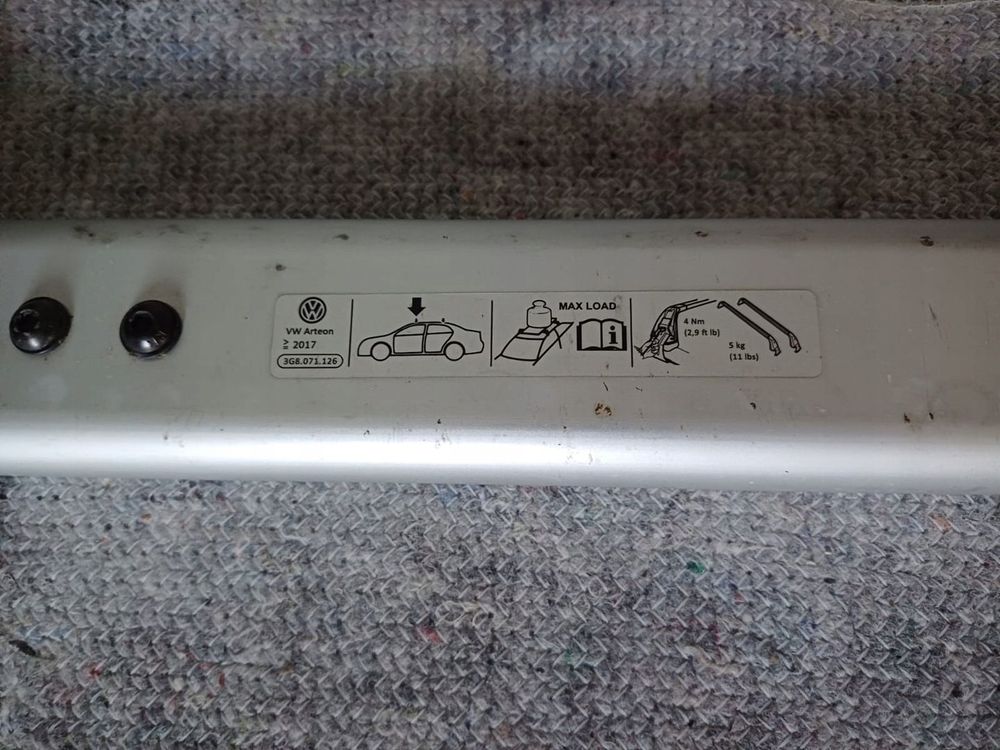 VW Arteon
≥ 2017
3G8.071.126
MAX LOAD
4 Nm
(2,9 ft lb)
5 kg
(11 lbs)